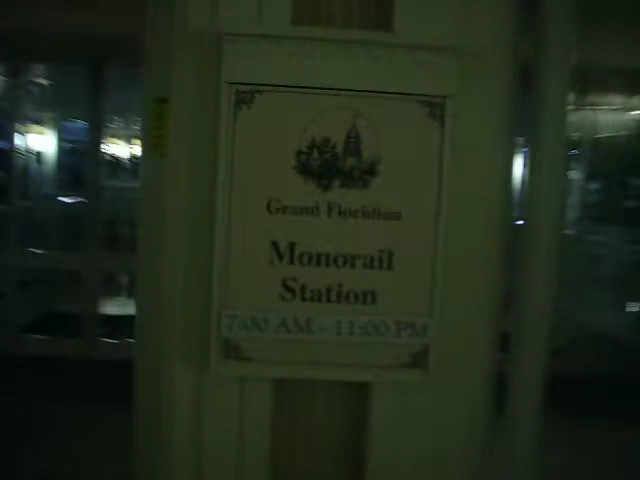 Grand Floridian
Monorail
Station
7:00 AM - 11:00 PM